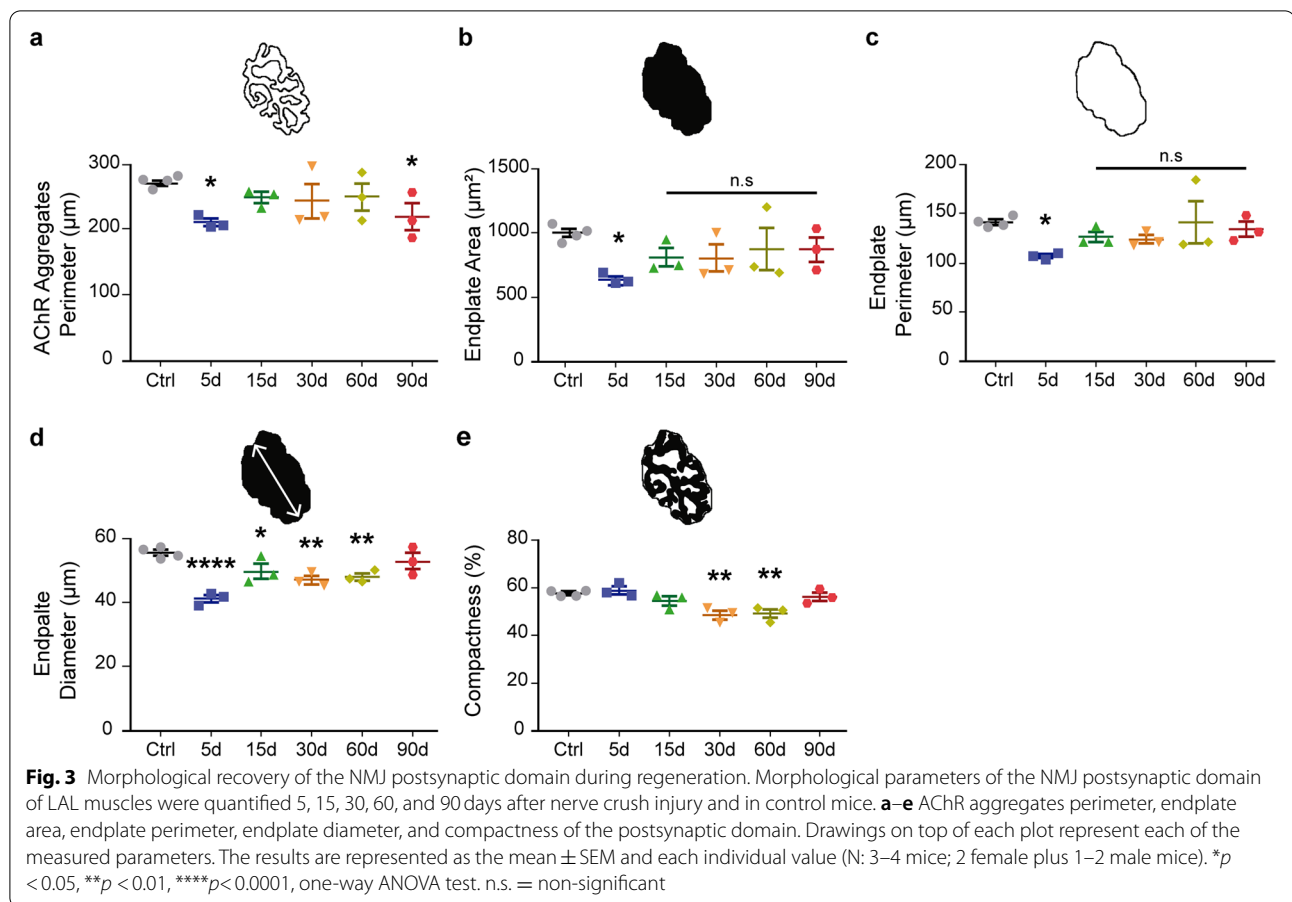 a
AChR Aggregates
Perimeter (µm)
300
200
100
0
*
*
Ctrl 5d 15d 30d 60d 90d
b
Endplate Area (µm²)
1500
1000
500
0
*
n.s
Ctrl 5d 15d 30d 60d 90d
c
Endplate
Perimeter (µm)
200
150
100
50
0
*
n.s
Ctrl 5d 15d 30d 60d 90d
d
Endpalte
Diameter (µm)
60
40
20
0
****
*
**
**
Ctrl 5d 15d 30d 60d 90d
e
Compactness (%)
80
60
40
20
0
**
**
Ctrl 5d 15d 30d 60d 90d
Fig. 3 Morphological recovery of the NMJ postsynaptic domain during regeneration. Morphological parameters of the NMJ postsynaptic domain
of LAL muscles were quantified 5, 15, 30, 60, and 90 days after nerve crush injury and in control mice. a–e AChR aggregates perimeter, endplate
area, endplate perimeter, endplate diameter, and compactness of the postsynaptic domain. Drawings on top of each plot represent each of the
measured parameters. The results are represented as the mean ± SEM and each individual value (N: 3–4 mice; 2 female plus 1–2 male mice). *p
< 0.05, **p < 0.01, ****p< 0.0001, one-way ANOVA test. n.s. = non-significant